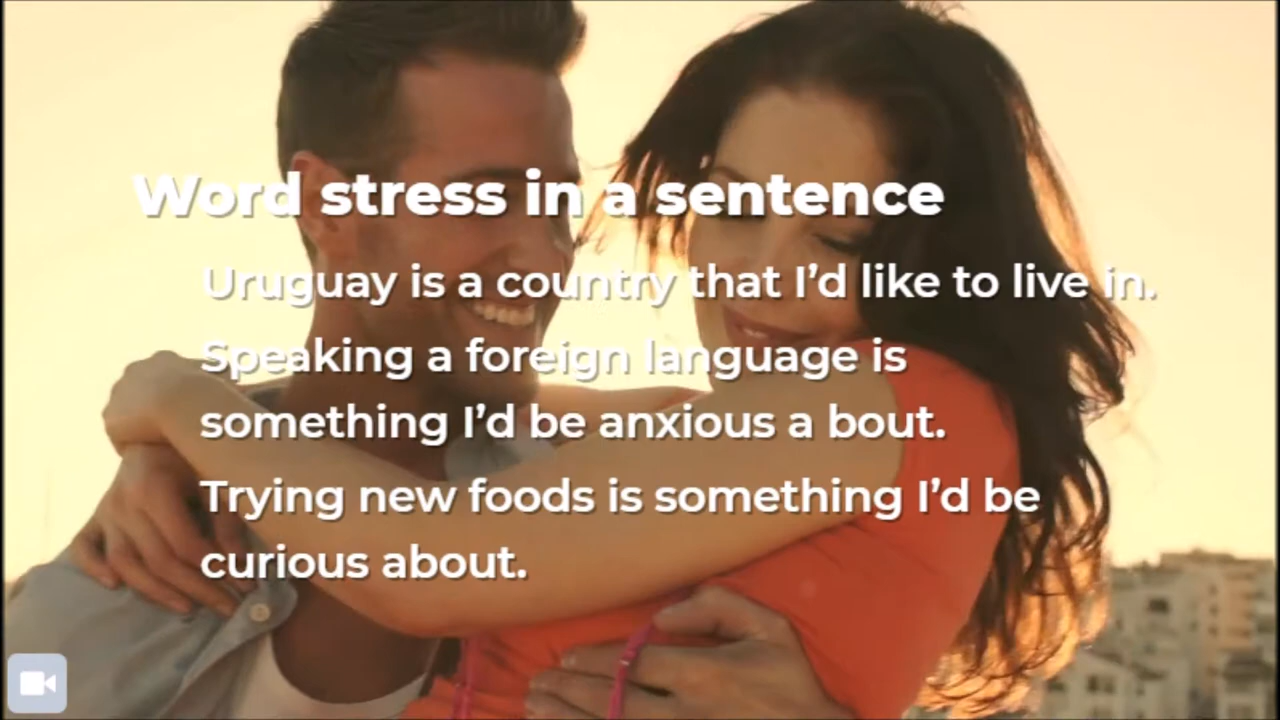 Word stress in a sentence
Uruguay is a country that I'd like to live in.
Speaking a foreign language is
something I'd be anxious a bout.
Trying new foods is something I'd be
curious about.